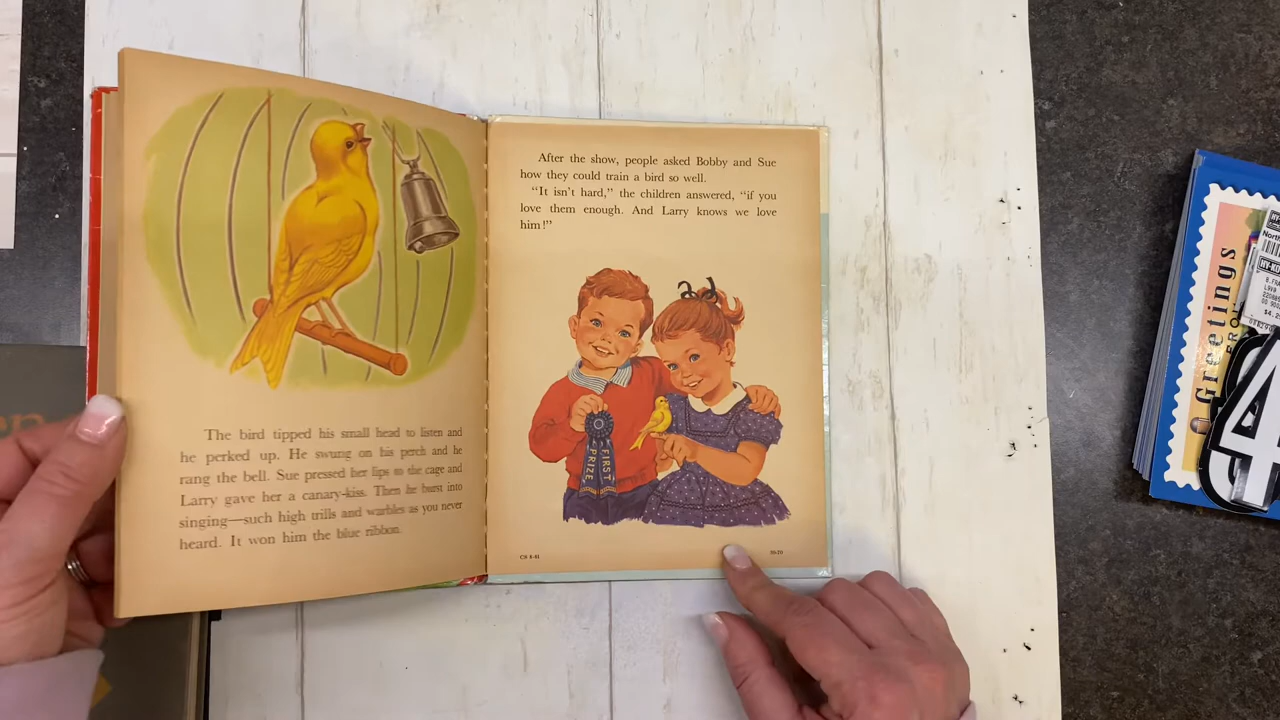 The bird tipped his small head to listen and
he perked up. He swung on his perch and he
rang the bell. Sue pressed her lips to the cage and
Larry gave her a canary-kiss. Then he burst into
singing—such high trills and warbles as you never
heard. It won him the blue ribbon.
After the show, people asked Bobby and Sue
how they could train a bird so well.
"It isn't hard," the children answered, "if you
love them enough. And Larry knows we love
him!"
FIRST
PRIZE
CS 8-61
Greetings
FROM
4